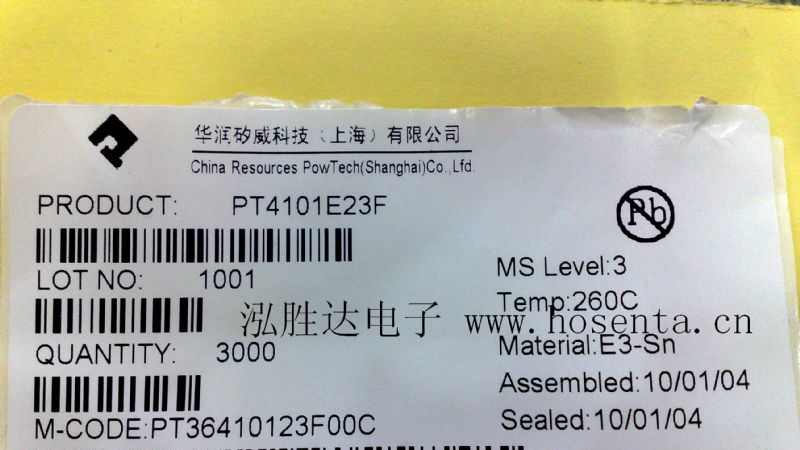 华润矽威科技（上海）有限公司
China Resources PowTech(Shanghai)Co.,Ltd.
PRODUCT: PT4101E23F
Pb
LOT NO: 1001
MS Level:3
Temp:260C
泓胜达电子 www.hosenta.cn
QUANTITY: 3000
Material:E3-Sn
Assembled:10/01/04
M-CODE:PT36410123F00C
Sealed:10/01/04